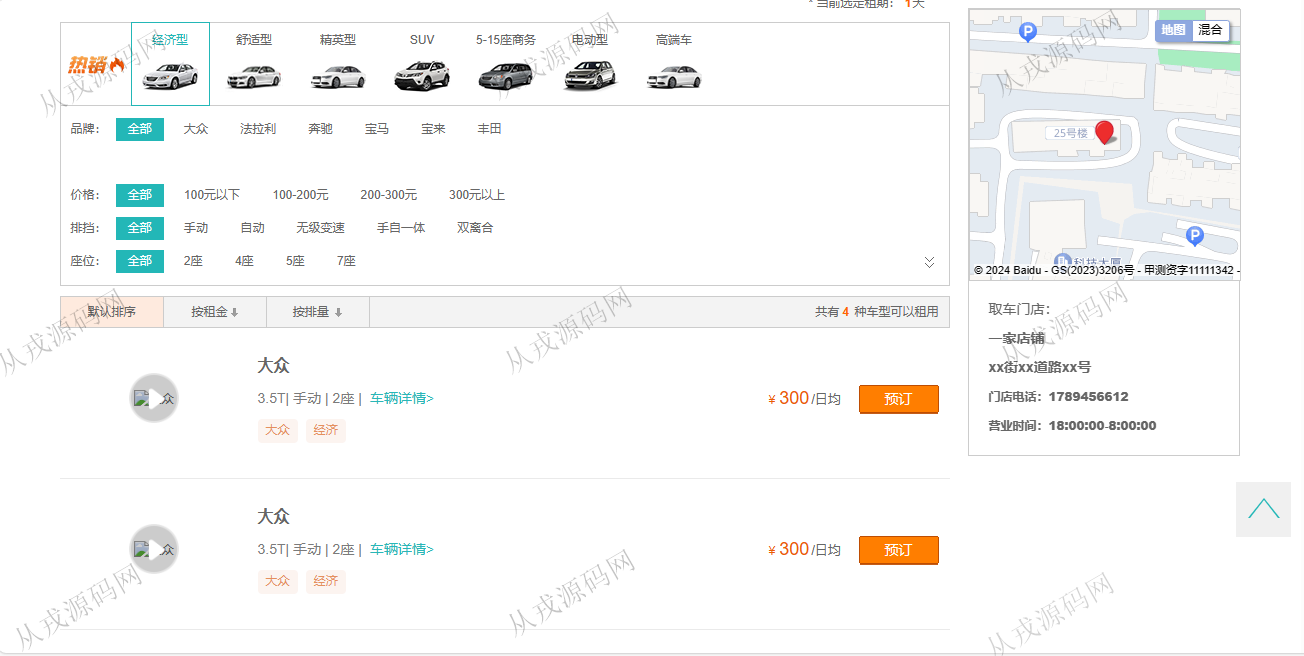 * 当前选定租期： 1天
热销
经济型 舒适型 精英型 SUV 5-15座商务 电动型 高端车
品牌： 全部 大众 法拉利 奔驰 宝马 宝来 丰田
价格： 全部 100元以下 100-200元 200-300元 300元以上
排挡： 全部 手动 自动 无级变速 手自一体 双离合
座位： 全部 2座 4座 5座 7座
默认排序 按租金 按排量 共有 4 种车型可以租用
大众
大众
3.5T| 手动 | 2座 | 车辆详情>
¥ 300/日均 预订
大众 经济
大众
大众
3.5T| 手动 | 2座 | 车辆详情>
¥ 300/日均 预订
大众 经济
P
地图 混合
25号楼
P
科技大厦
© 2024 Baidu - GS(2023)3206号 - 甲测资字11111342 -
取车门店：
一家店铺
xx街xx道路xx号
门店电话：1789456612
营业时间：18:00:00-8:00:00
从戎源码网
从戎源码网
从戎源码网
从戎源码网
从戎源码网
从戎源码网
从戎源码网
从戎源码网
从戎源码网